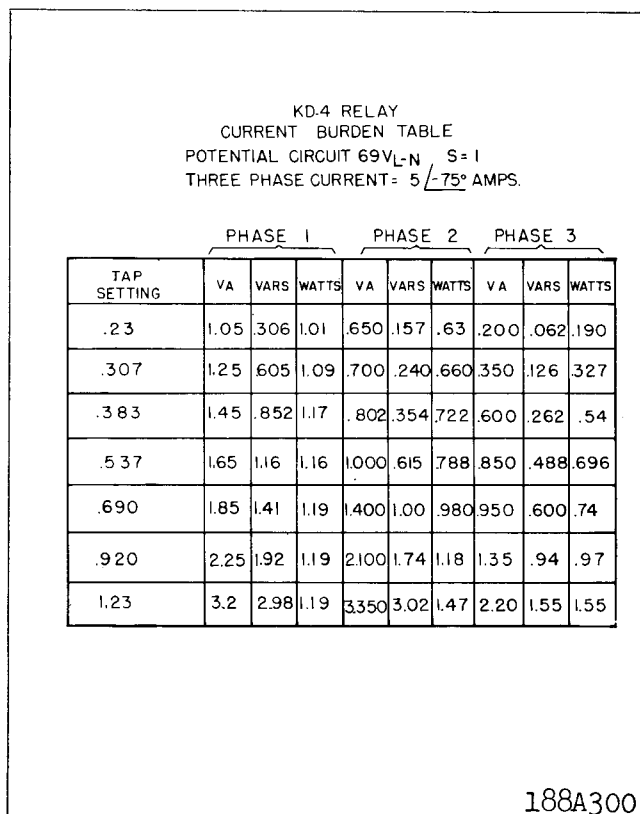 KD-4 RELAY
CURRENT BURDEN TABLE
POTENTIAL CIRCUIT 69VL-N S=1
THREE PHASE CURRENT= 5 /-75° AMPS.
PHASE 1 PHASE 2 PHASE 3
TAP SETTING VA VARS WATTS VA VARS WATTS VA VARS WATTS
.23 1.05 .306 1.01 .650 .157 .63 .200 .062 .190
.307 1.25 .605 1.09 .700 .240 .660 .350 .126 .327
.383 1.45 .852 1.17 .802 .354 .722 .600 .262 .54
.537 1.65 1.16 1.16 1.000 .615 .788 .850 .488 .696
.690 1.85 1.41 1.19 1.400 1.00 .980 .950 .600 .74
.920 2.25 1.92 1.19 2.100 1.74 1.18 1.35 .94 .97
1.23 3.2 2.98 1.19 3.350 3.02 1.47 2.20 1.55 1.55
188A300